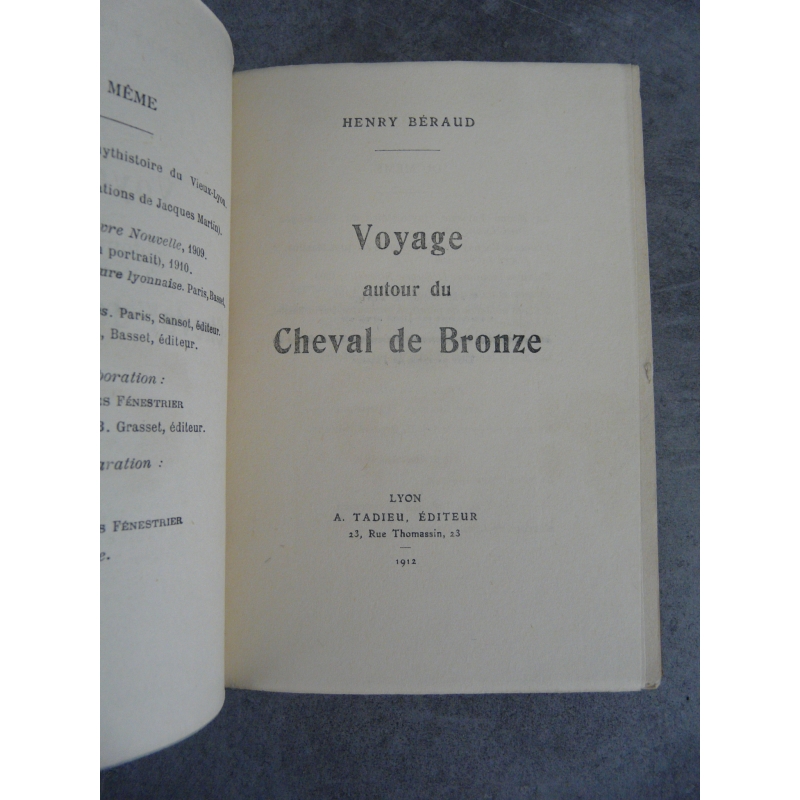 MÊME
ythistoire du Vieux-Lyon.
ations de Jacques Martin).
vre Nouvelle, 1909.
portrait), 1910.
ure lyonnaise. Paris, Basset,
s. Paris, Sansot, éditeur.
, Basset, éditeur.
boration :
ES FÉNESTRIER
B. Grasset, éditeur.
aration :
S FÉNESTRIER
e.
HENRY BÉRAUD
Voyage
autour du
Cheval de Bronze
LYON
A. TADIEU, ÉDITEUR
23, Rue Thomassin, 23
1912